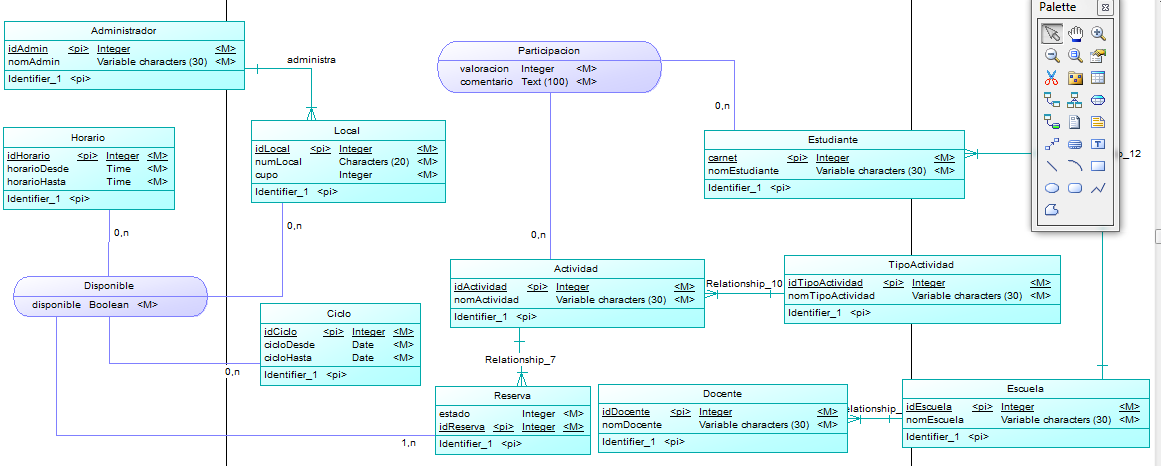 Palette
Administrador
idAdmin <pi> Integer <M>
nomAdmin Variable characters (30) <M>
Identifier_1 <pi>
administra
Participacion
valoracion Integer <M>
comentario Text (100) <M>
0,n
Horario
idHorario <pi> Integer <M>
horarioDesde Time <M>
horarioHasta Time <M>
Identifier_1 <pi>
0,n
Local
idLocal <pi> Integer <M>
numLocal Characters (20) <M>
cupo Integer <M>
Identifier_1 <pi>
0,n
Estudiante
carnet <pi> Integer <M>
nomEstudiante Variable characters (30) <M>
Identifier_1 <pi>
_12
0,n
Disponible
disponible Boolean <M>
Actividad
idActividad <pi> Integer <M>
nomActividad Variable characters (30) <M>
Identifier_1 <pi>
Relationship_10
TipoActividad
idTipoActividad <pi> Integer <M>
nomTipoActividad Variable characters (30) <M>
Identifier_1 <pi>
Ciclo
idCiclo <pi> Integer <M>
cicloDesde Date <M>
cicloHasta Date <M>
Identifier_1 <pi>
0,n
Relationship_7
Reserva
estado Integer <M>
idReserva <pi> Integer <M>
Identifier_1 <pi>
1,n
Docente
idDocente <pi> Integer <M>
nomDocente Variable characters (30) <M>
Identifier_1 <pi>
elationship_
Escuela
idEscuela <pi> Integer <M>
nomEscuela Variable characters (30) <M>
Identifier_1 <pi>